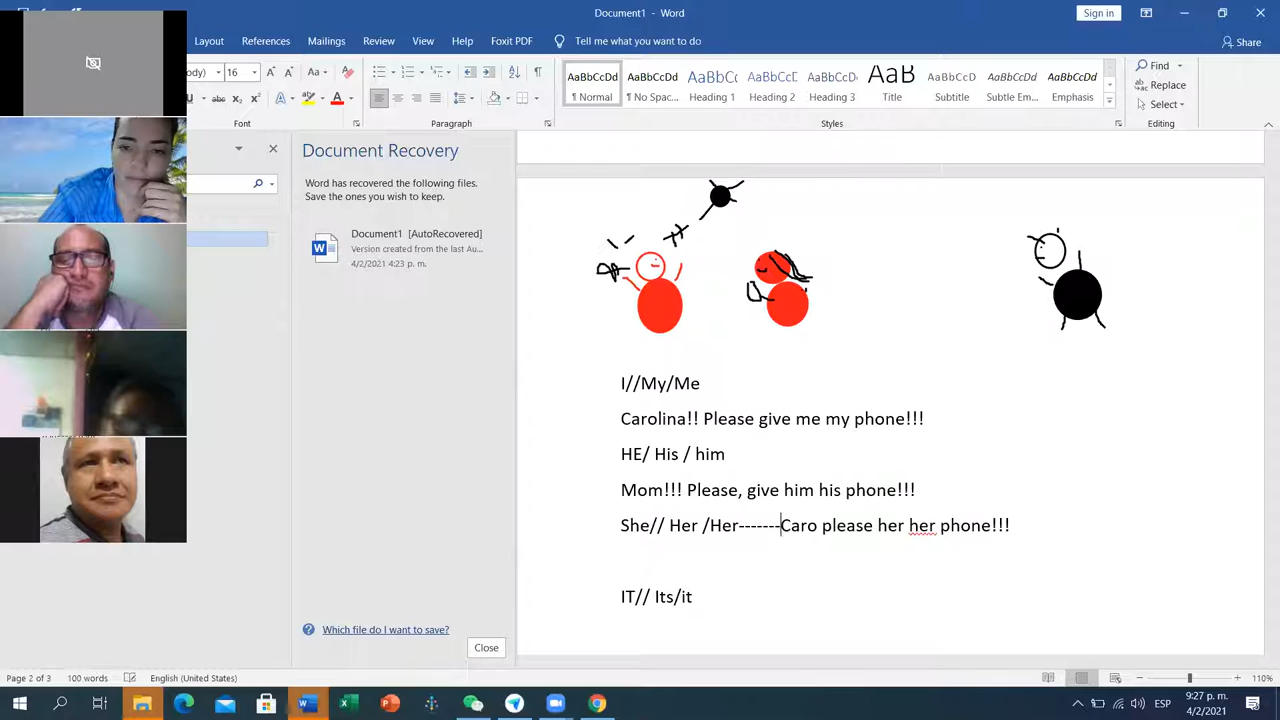 Document1 - Word
Sign in
Layout References Mailings Review View Help Foxit PDF Tell me what you want to do Share
16 Aa
AaBbCcDd AaBbCcDd AaBbCc AaBbCcD AaBbCcD AaB AaBbCcD AaBbCcDd AaBbCcDd
¶ Normal ¶ No Spac... Heading 1 Heading 2 Heading 3 Title Subtitle Subtle Em... Emphasis
Find
Replace
Select
Font Paragraph Styles Editing
Document Recovery
Word has recovered the following files.
Save the ones you wish to keep.
Document1 [AutoRecovered]
Version created from the last Au...
4/2/2021 4:23 p. m.
Which file do I want to save?
Close
I//My/Me
Carolina!! Please give me my phone!!!
HE/ His / him
Mom!!! Please, give him his phone!!!
She// Her /Her-------Caro please her her phone!!!
IT// Its/it
Page 2 of 3 100 words English (United States) 110%
ESP 9:27 p. m.
4/2/2021